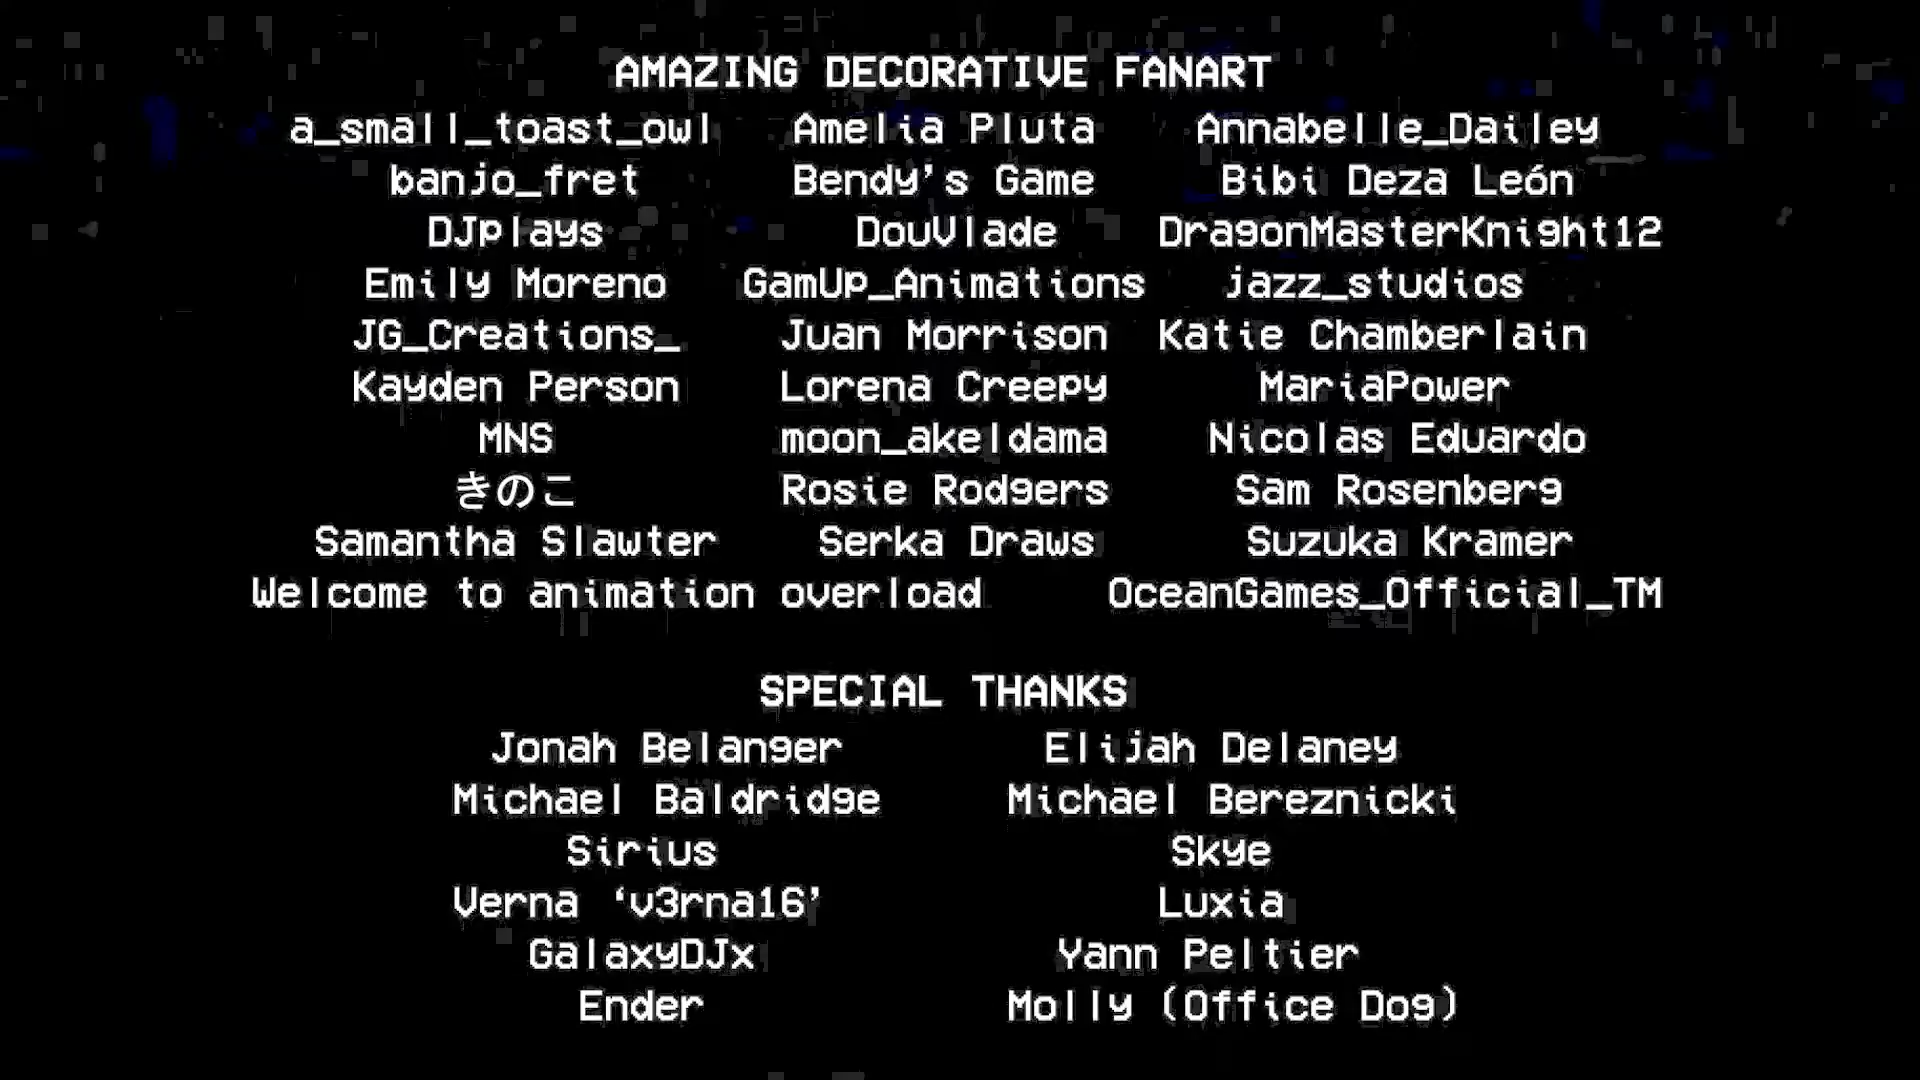 AMAZING DECORATIVE FANART
a_small_toast_owl Amelia Pluta Annabelle_Dailey
banjo_fret Bendy's Game Bibi Deza León
DJplays DouVlade DragonMasterKnight12
Emily Moreno GamUp_Animations jazz_studios
JG_Creations_ Juan Morrison Katie Chamberlain
Kayden Person Lorena Creepy MariaPower
MNS moon_akeldama Nicolas Eduardo
きのこ Rosie Rodgers Sam Rosenberg
Samantha Slawter Serka Draws Suzuka Kramer
Welcome to animation overload OceanGames_Official_TM
SPECIAL THANKS
Jonah Belanger Elijah Delaney
Michael Baldridge Michael Bereznicki
Sirius Skye
Verna ‘v3rna16’ Luxia
GalaxyDJx Yann Peltier
Ender Molly (Office Dog)